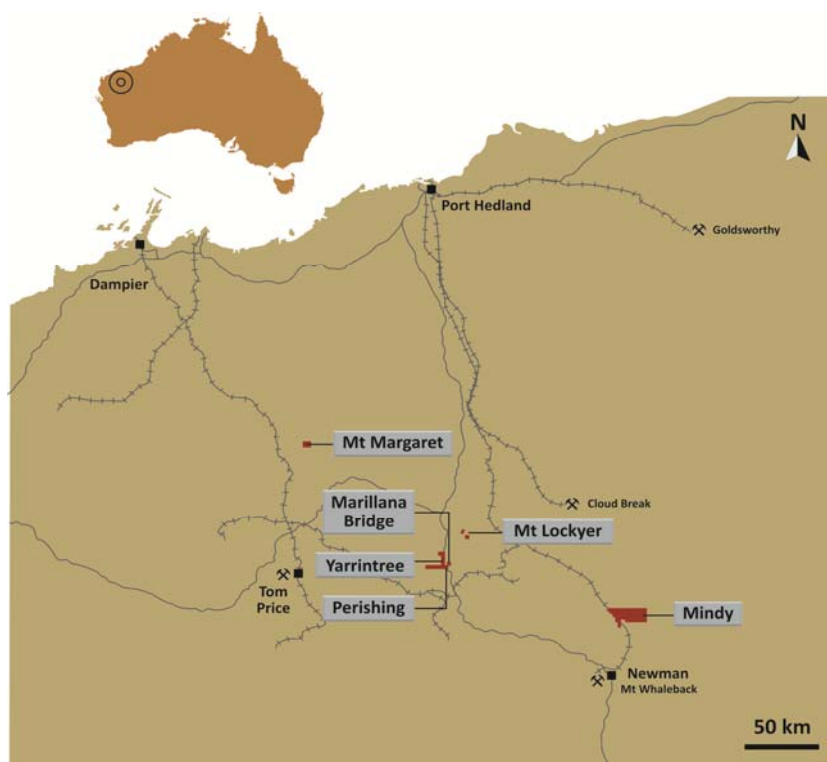 N
Port Hedland
Goldsworthy
Dampier
Mt Margaret
Marillana
Bridge
Cloud Break
Mt Lockyer
Yarrintree
Tom
Price
Perishing
Mindy
Newman
Mt Whaleback
50 km